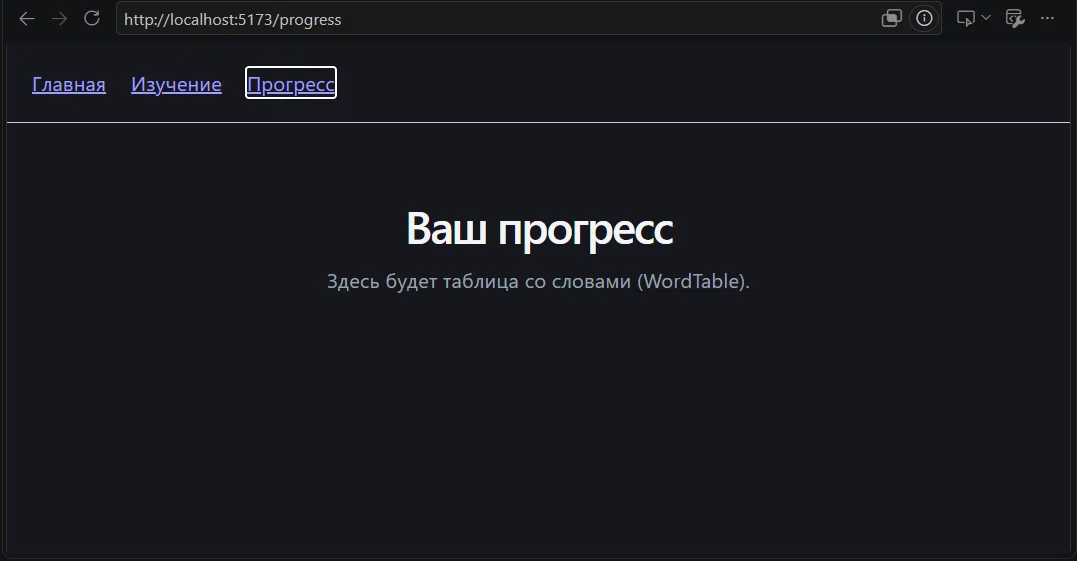 http://localhost:5173/progress
Главная Изучение Прогресс
Ваш прогресс
Здесь будет таблица со словами (WordTable).